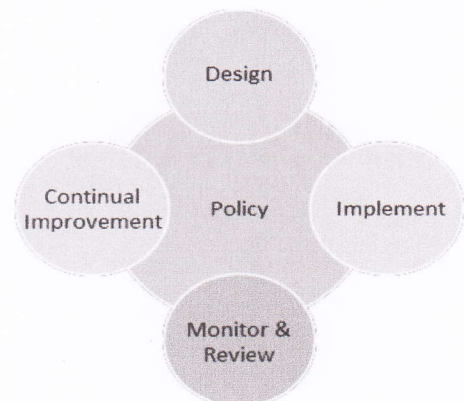 Design
Continual
Improvement
Policy
Implement
Monitor &
Review